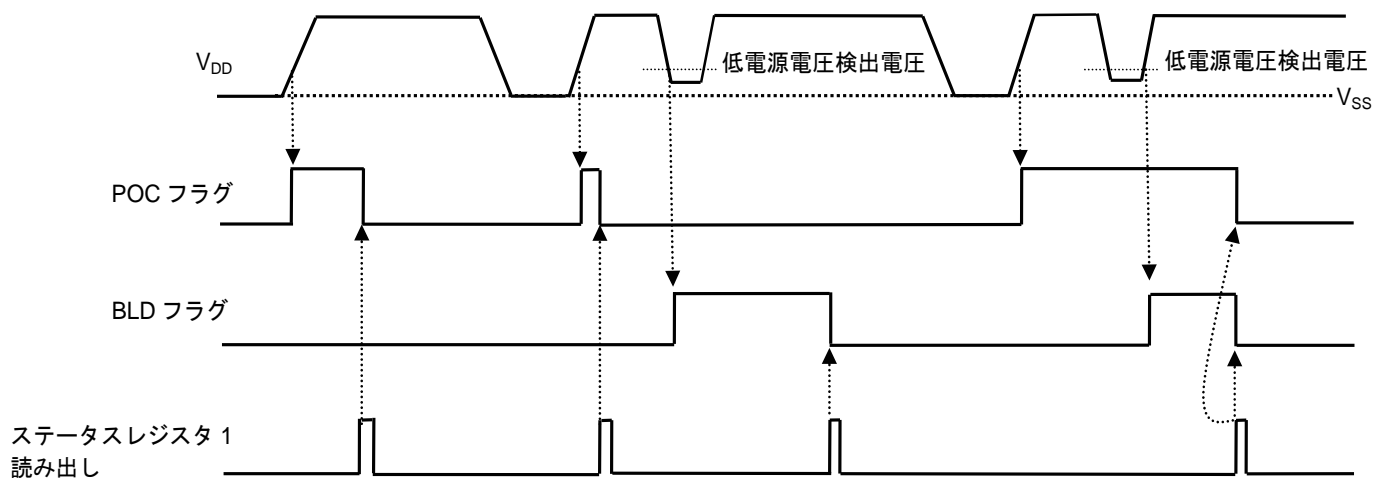 VDD
低電源電圧検出電圧
低電源電圧検出電圧
VSS
POC フラグ
BLD フラグ
ステータスレジスタ 1
読み出し